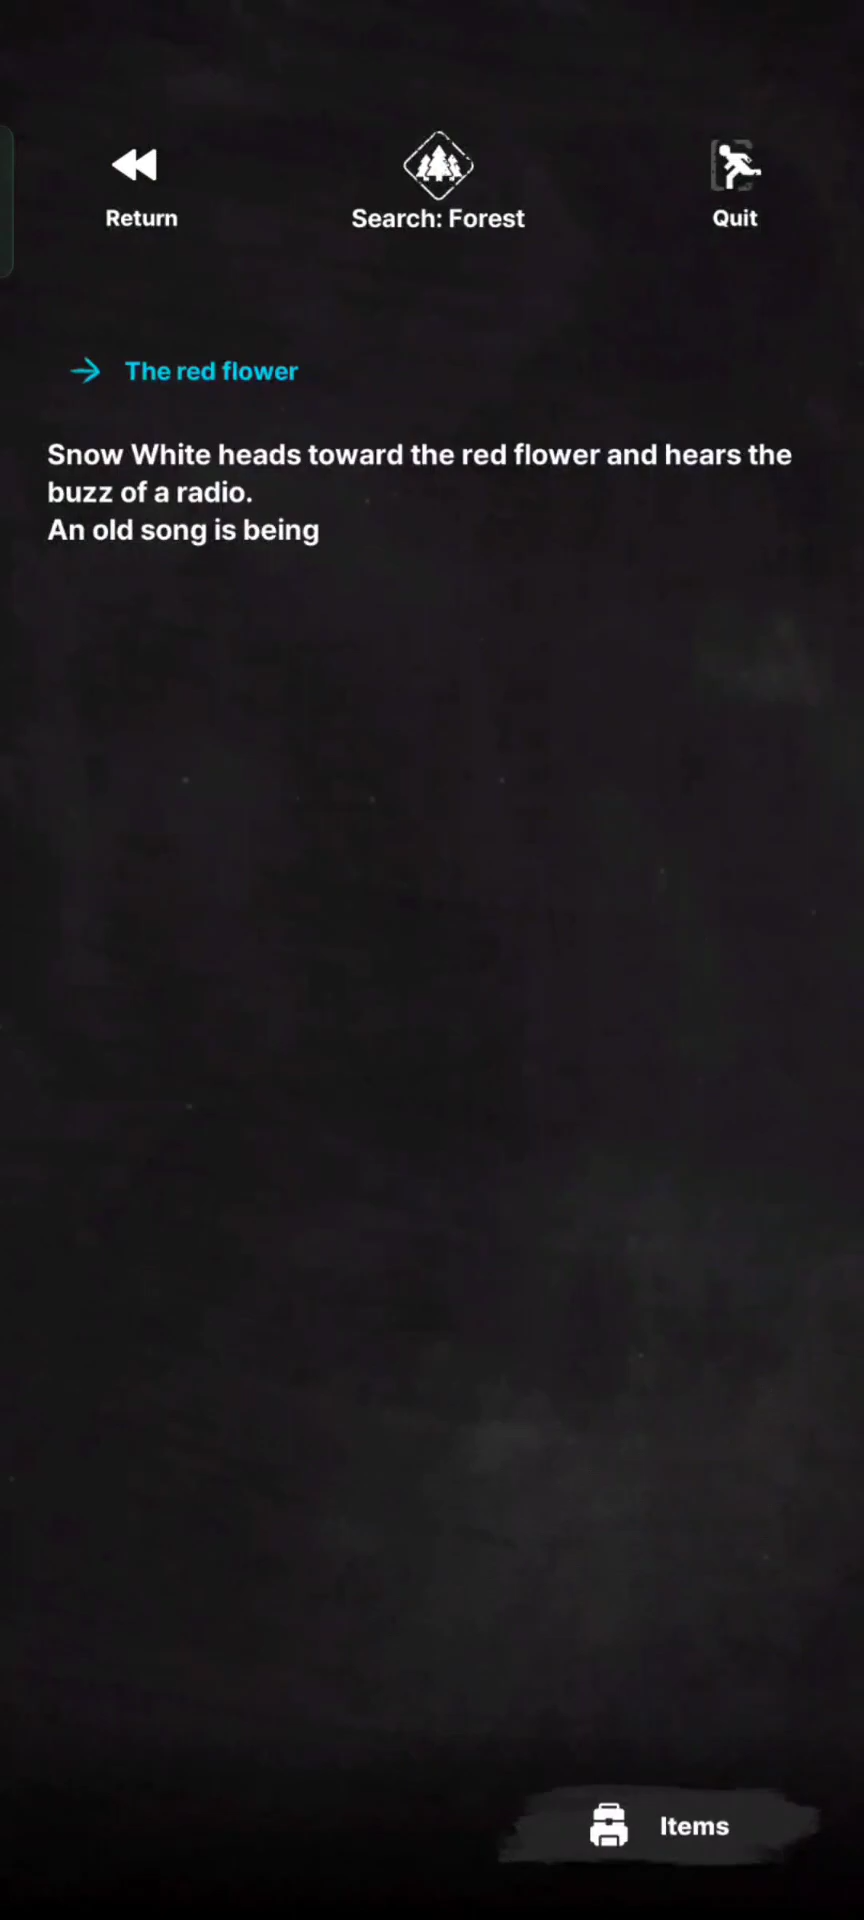 Return
Search: Forest
Quit
The red flower
Snow White heads toward the red flower and hears the
buzz of a radio.
An old song is being
Items